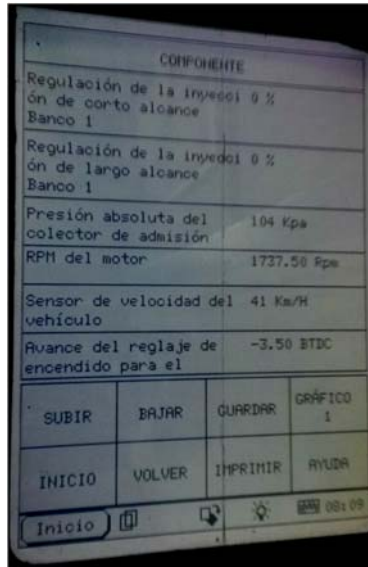 COMPONENTE
Regulación de la inyecci 0 %
ón de corto alcance
Banco 1
Regulación de la inyecci 0 %
ón de largo alcance
Banco 1
Presión absoluta del 104 Kpa
colector de admisión
RPM del motor 1737.50 Rpm
Sensor de velocidad del 41 Km/H
vehículo
Avance del reglaje de -3.50 BTDC
encendido para el
SUBIR BAJAR GUARDAR GRÁFICO
1
INICIO VOLVER IMPRIMIR AYUDA
Inicio 08:09